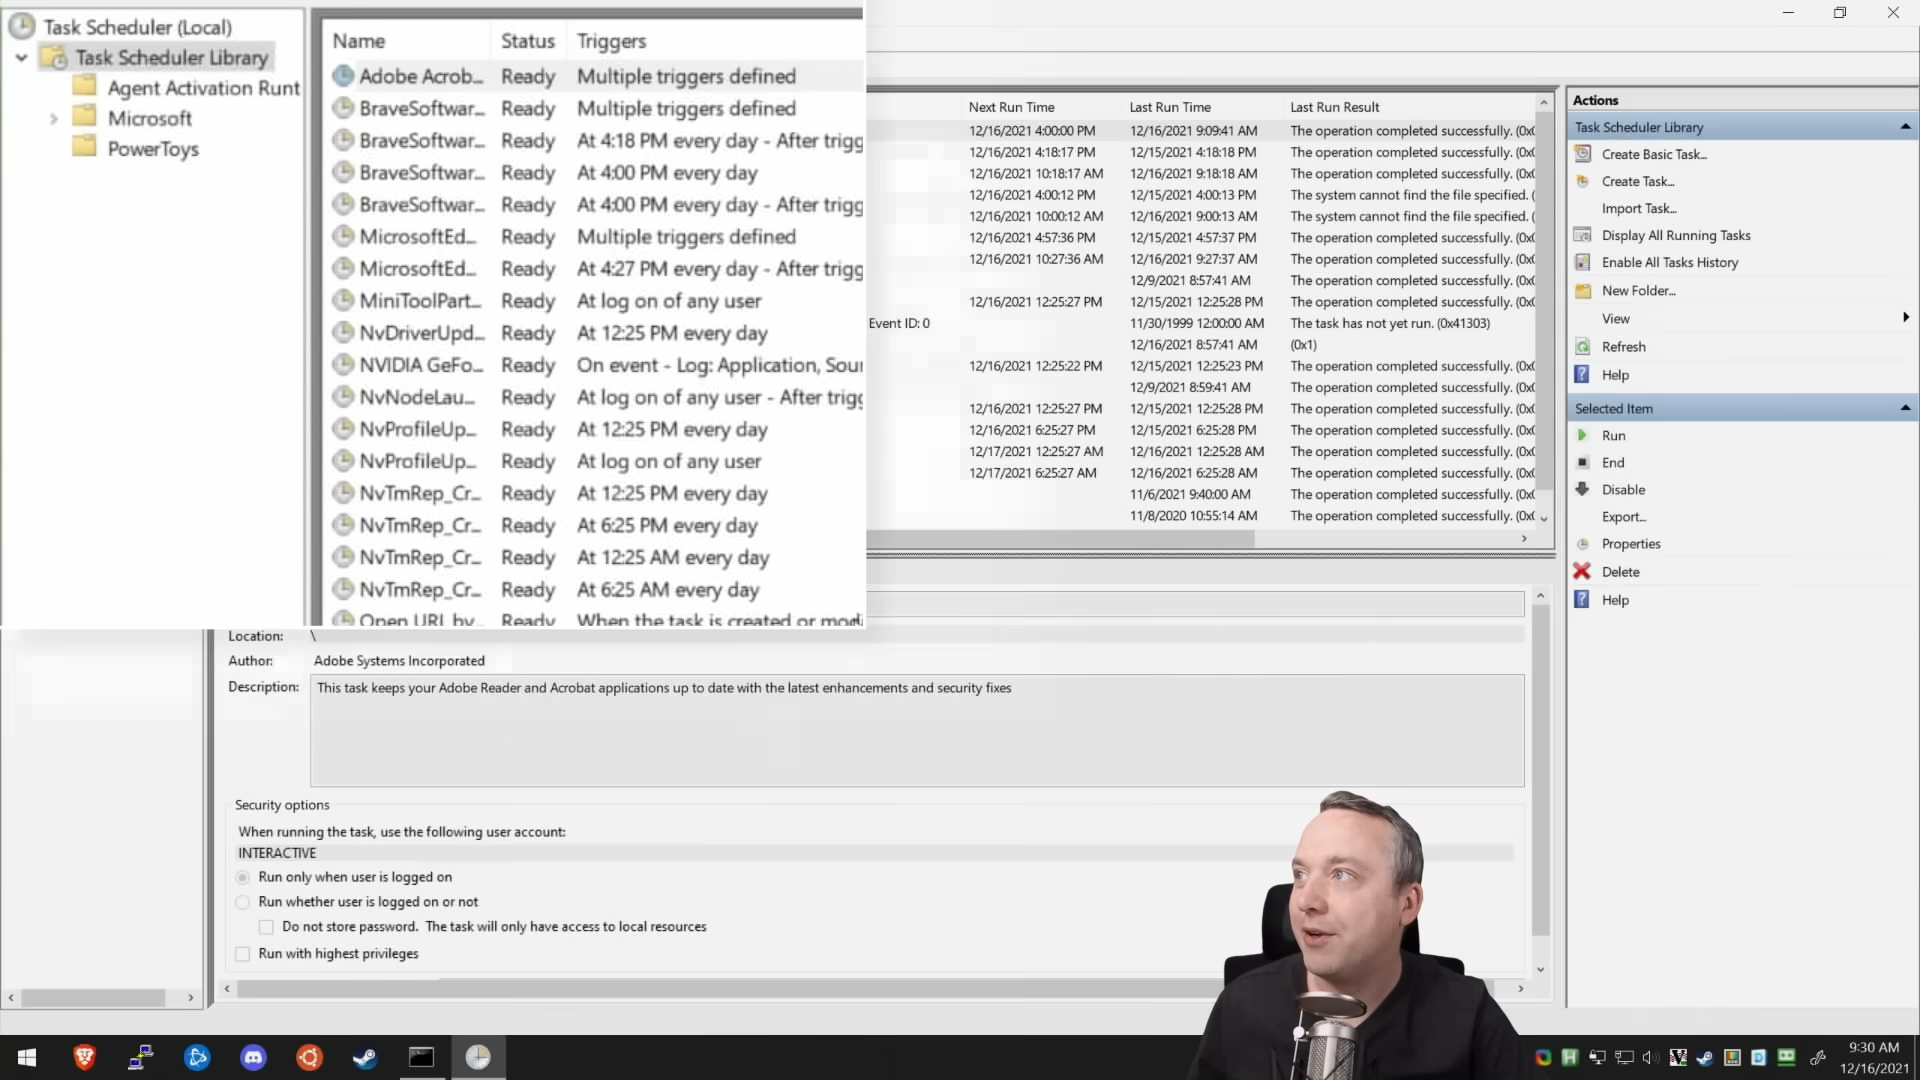 Task Scheduler (Local)
Task Scheduler Library
Agent Activation Runt
Microsoft
PowerToys
Name Status Triggers
Adobe Acrob... Ready Multiple triggers defined
BraveSoftwar... Ready Multiple triggers defined
BraveSoftwar... Ready At 4:18 PM every day - After trigg
BraveSoftwar... Ready At 4:00 PM every day
BraveSoftwar... Ready At 4:00 PM every day - After trigg
MicrosoftEd... Ready Multiple triggers defined
MicrosoftEd... Ready At 4:27 PM every day - After trigg
MiniToolPart... Ready At log on of any user
NvDriverUpd... Ready At 12:25 PM every day
NVIDIA GeFo... Ready On event - Log: Application, Sour
NvNodeLau... Ready At log on of any user - After trigg
NvProfileUp... Ready At 12:25 PM every day
NvProfileUp... Ready At log on of any user
NvTmRep_Cr... Ready At 12:25 PM every day
NvTmRep_Cr... Ready At 6:25 PM every day
NvTmRep_Cr... Ready At 12:25 AM every day
NvTmRep_Cr... Ready At 6:25 AM every day
Open URL by... Ready When the task is created or modi
Next Run Time Last Run Time Last Run Result
12/16/2021 4:00:00 PM 12/16/2021 9:09:41 AM The operation completed successfully. (0x0
12/16/2021 4:18:17 PM 12/15/2021 4:18:18 PM The operation completed successfully. (0x0
12/16/2021 10:18:17 AM 12/16/2021 9:18:18 AM The operation completed successfully. (0x0
12/16/2021 4:00:12 PM 12/15/2021 4:00:13 PM The system cannot find the file specified. (
12/16/2021 10:00:12 AM 12/16/2021 9:00:13 AM The system cannot find the file specified. (
12/16/2021 4:57:36 PM 12/15/2021 4:57:37 PM The operation completed successfully. (0x0
12/16/2021 10:27:36 AM 12/16/2021 9:27:37 AM The operation completed successfully. (0x0
12/9/2021 8:57:41 AM The operation completed successfully. (0x0
12/16/2021 12:25:27 PM 12/15/2021 12:25:28 PM The operation completed successfully. (0x0
Event ID: 0 11/30/1999 12:00:00 AM The task has not yet run. (0x41303)
12/16/2021 8:57:41 AM (0x1)
12/16/2021 12:25:22 PM 12/15/2021 12:25:23 PM The operation completed successfully. (0x0
12/9/2021 8:59:41 AM The operation completed successfully. (0x0
12/16/2021 12:25:27 PM 12/15/2021 12:25:28 PM The operation completed successfully. (0x0
12/16/2021 6:25:27 PM 12/15/2021 6:25:28 PM The operation completed successfully. (0x0
12/17/2021 12:25:27 AM 12/16/2021 12:25:28 AM The operation completed successfully. (0x0
12/17/2021 6:25:27 AM 12/16/2021 6:25:28 AM The operation completed successfully. (0x0
11/6/2021 9:40:00 AM The operation completed successfully. (0x0
11/8/2020 10:55:14 AM The operation completed successfully. (0x0
Location: \
Author: Adobe Systems Incorporated
Description: This task keeps your Adobe Reader and Acrobat applications up to date with the latest enhancements and security fixes
Security options
When running the task, use the following user account:
INTERACTIVE
Run only when user is logged on
Run whether user is logged on or not
Do not store password. The task will only have access to local resources
Run with highest privileges
Actions
Task Scheduler Library
Create Basic Task...
Create Task...
Import Task...
Display All Running Tasks
Enable All Tasks History
New Folder...
View
Refresh
Help
Selected Item
Run
End
Disable
Export...
Properties
Delete
Help
9:30 AM
12/16/2021